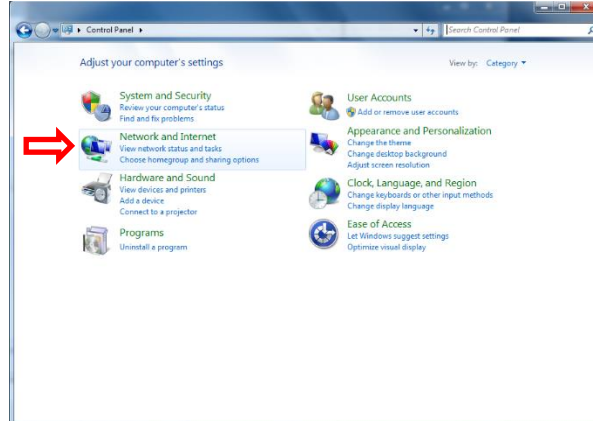 Control Panel
Search Control Panel
Adjust your computer's settings
View by: Category
System and Security
Review your computer's status
Find and fix problems
Network and Internet
View network status and tasks
Choose homegroup and sharing options
Hardware and Sound
View devices and printers
Add a device
Connect to a projector
Programs
Uninstall a program
User Accounts
Add or remove user accounts
Appearance and Personalization
Change the theme
Change desktop background
Adjust screen resolution
Clock, Language, and Region
Change keyboards or other input methods
Change display language
Ease of Access
Let Windows suggest settings
Optimize visual display